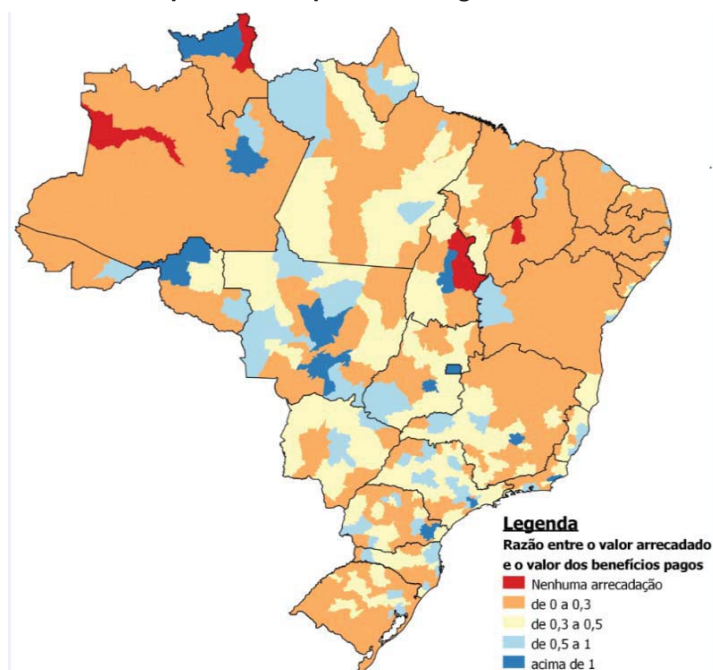 Legenda
Razão entre o valor arrecadado
e o valor dos benefícios pagos
Nenhuma arrecadação
de 0 a 0,3
de 0,3 a 0,5
de 0,5 a 1
acima de 1